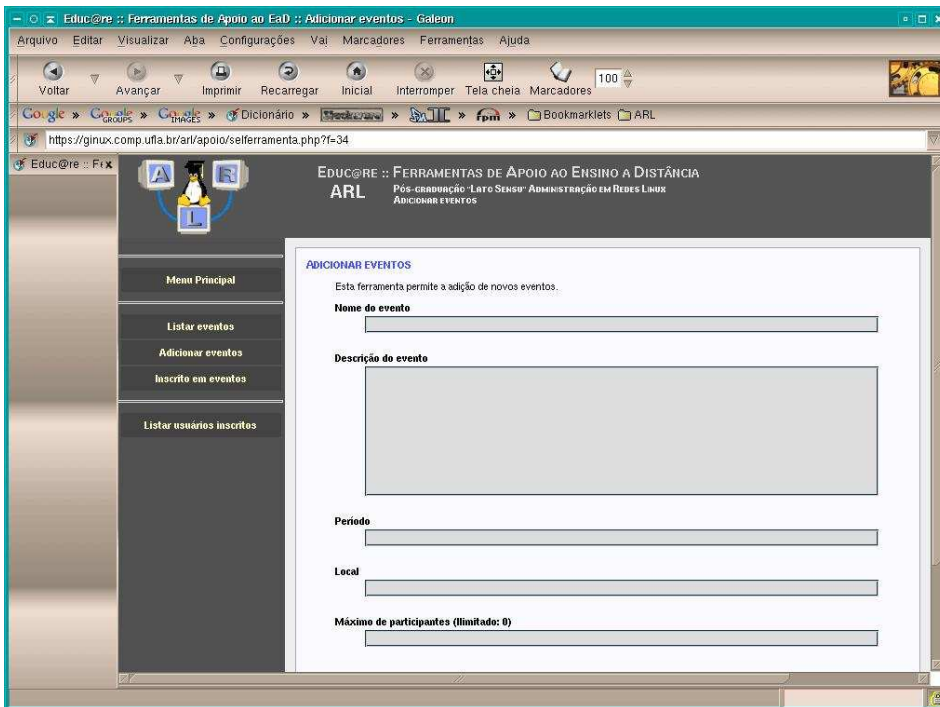 Educ@re :: Ferramentas de Apoio ao EaD :: Adicionar eventos - Galeon
Arquivo Editar Visualizar Aba Configurações Vai Marcadores Ferramentas Ajuda
Voltar Avançar Imprimir Recarregar Inicial Interromper Tela cheia Marcadores 100
Google » Google GROUPS » Google IMAGES » Dicionário » » » fpm » Bookmarklets ARL
https://ginux.comp.ufla.br/arl/apoio/selferramenta.php?f=34
Educ@re :: Fe
A R L
EDUC@RE :: FERRAMENTAS DE APOIO AO ENSINO A DISTÂNCIA
ARL PÓS-GRADUAÇÃO "LATO SENSU" ADMINISTRAÇÃO EM REDES LINUX
ADICIONAR EVENTOS
Menu Principal
Listar eventos
Adicionar eventos
Inscrito em eventos
Listar usuários inscritos
ADICIONAR EVENTOS
Esta ferramenta permite a adição de novos eventos.
Nome do evento
Descrição do evento
Período
Local
Máximo de participantes (Ilimitado: 0)